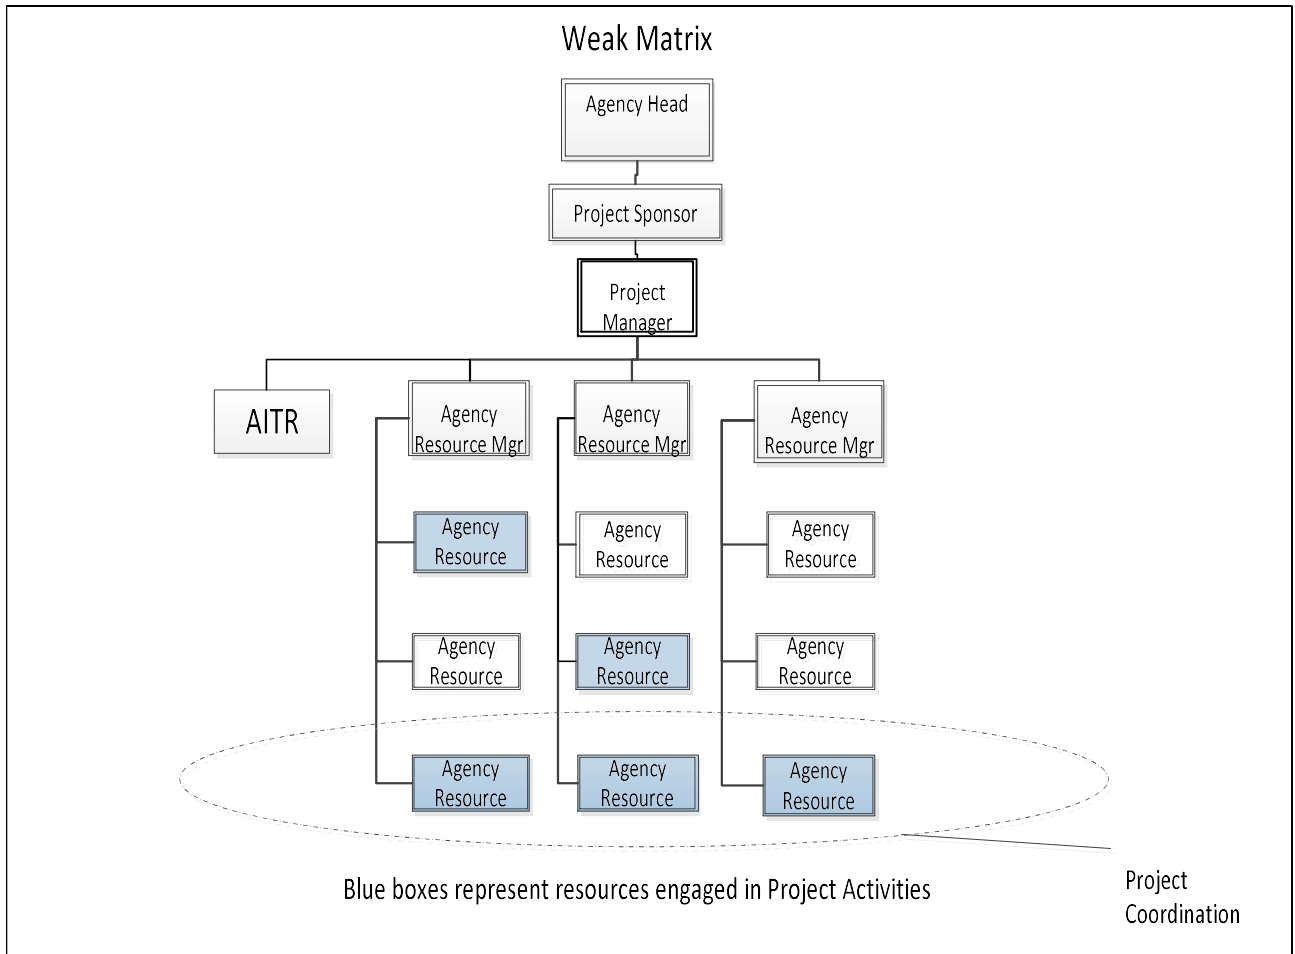 Weak Matrix
Agency Head
Project Sponsor
Project
Manager
AITR
Agency
Resource Mgr
Agency
Resource Mgr
Agency
Resource Mgr
Agency
Resource
Agency
Resource
Agency
Resource
Agency
Resource
Agency
Resource
Agency
Resource
Agency
Resource
Agency
Resource
Agency
Resource
Blue boxes represent resources engaged in Project Activities
Project
Coordination